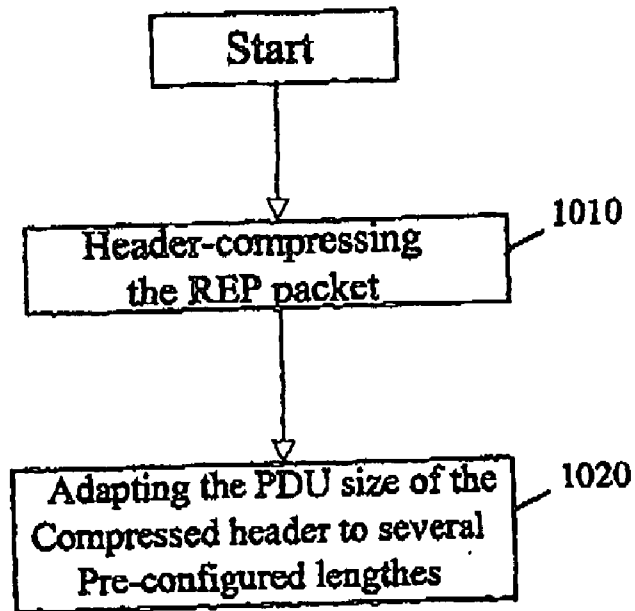 Start
1010
Header-compressing
the REP packet
1020
Adapting the PDU size of the
Compressed header to several
Pre-configured lengthes